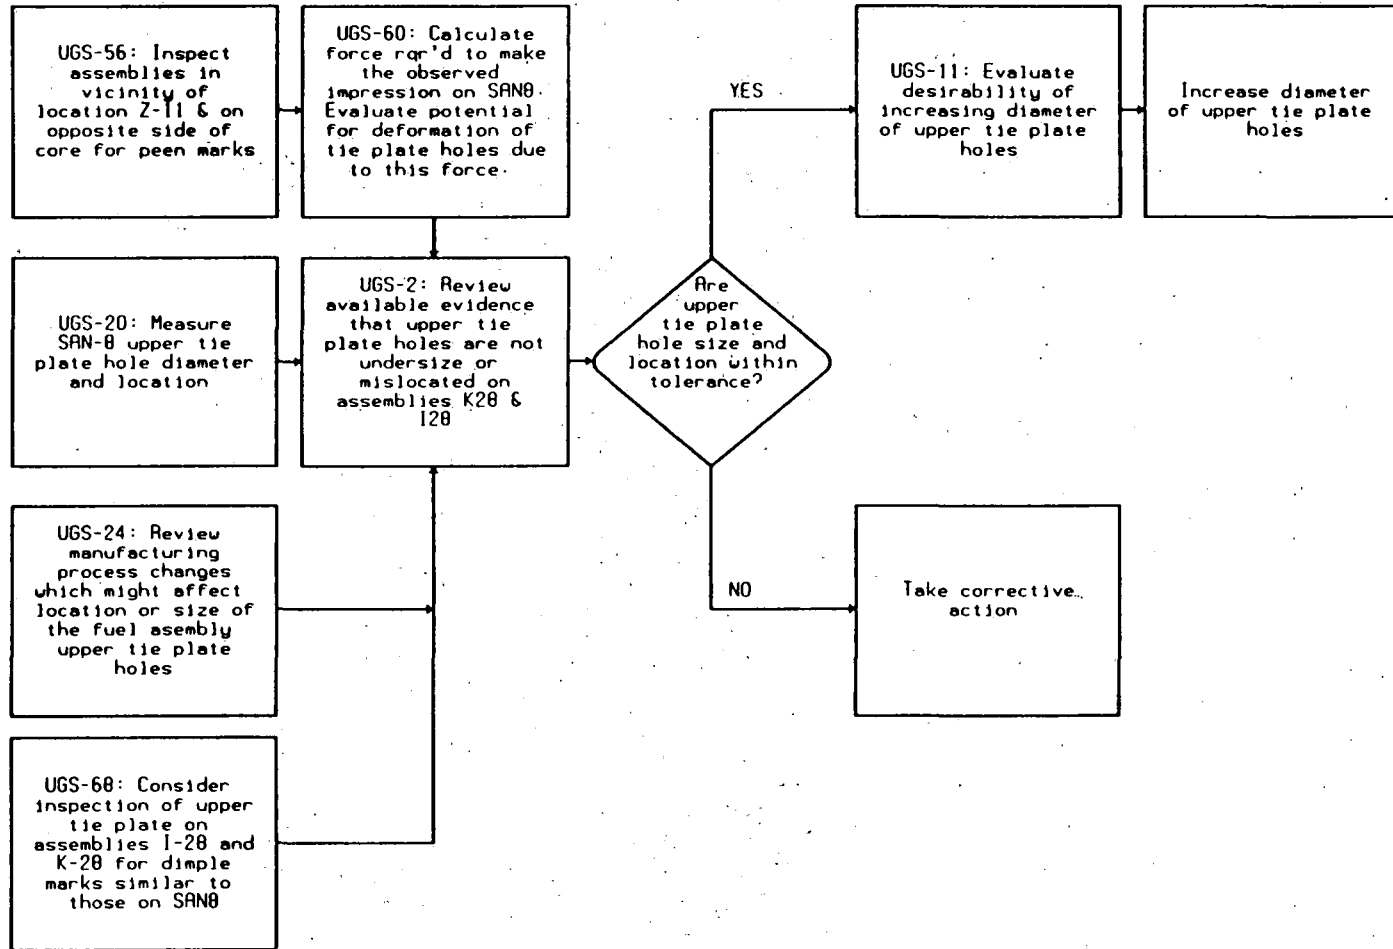 UGS-56: Inspect
assemblies in
vicinity of
location Z-11 & on
opposite side of
core for peen marks
UGS-60: Calculate
force rqr'd to make
the observed
impression on SAN8.
Evaluate potential
for deformation of
tie plate holes due
to this force.
YES
UGS-11: Evaluate
desirability of
increasing diameter
of upper tie plate
holes
Increase diameter
of upper tie plate
holes
UGS-20: Measure
SAN-8 upper tie
plate hole diameter
and location
UGS-2: Review
available evidence
that upper tie
plate holes are not
undersize or
mislocated on
assemblies K28 &
I28
Are
upper
tie plate
hole size and
location within
tolerance?
UGS-24: Review
manufacturing
process changes
which might affect
location or size of
the fuel asembly
upper tie plate
holes
NO
Take corrective
action
UGS-68: Consider
inspection of upper
tie plate on
assemblies I-28 and
K-28 for dimple
marks similar to
those on SAN8